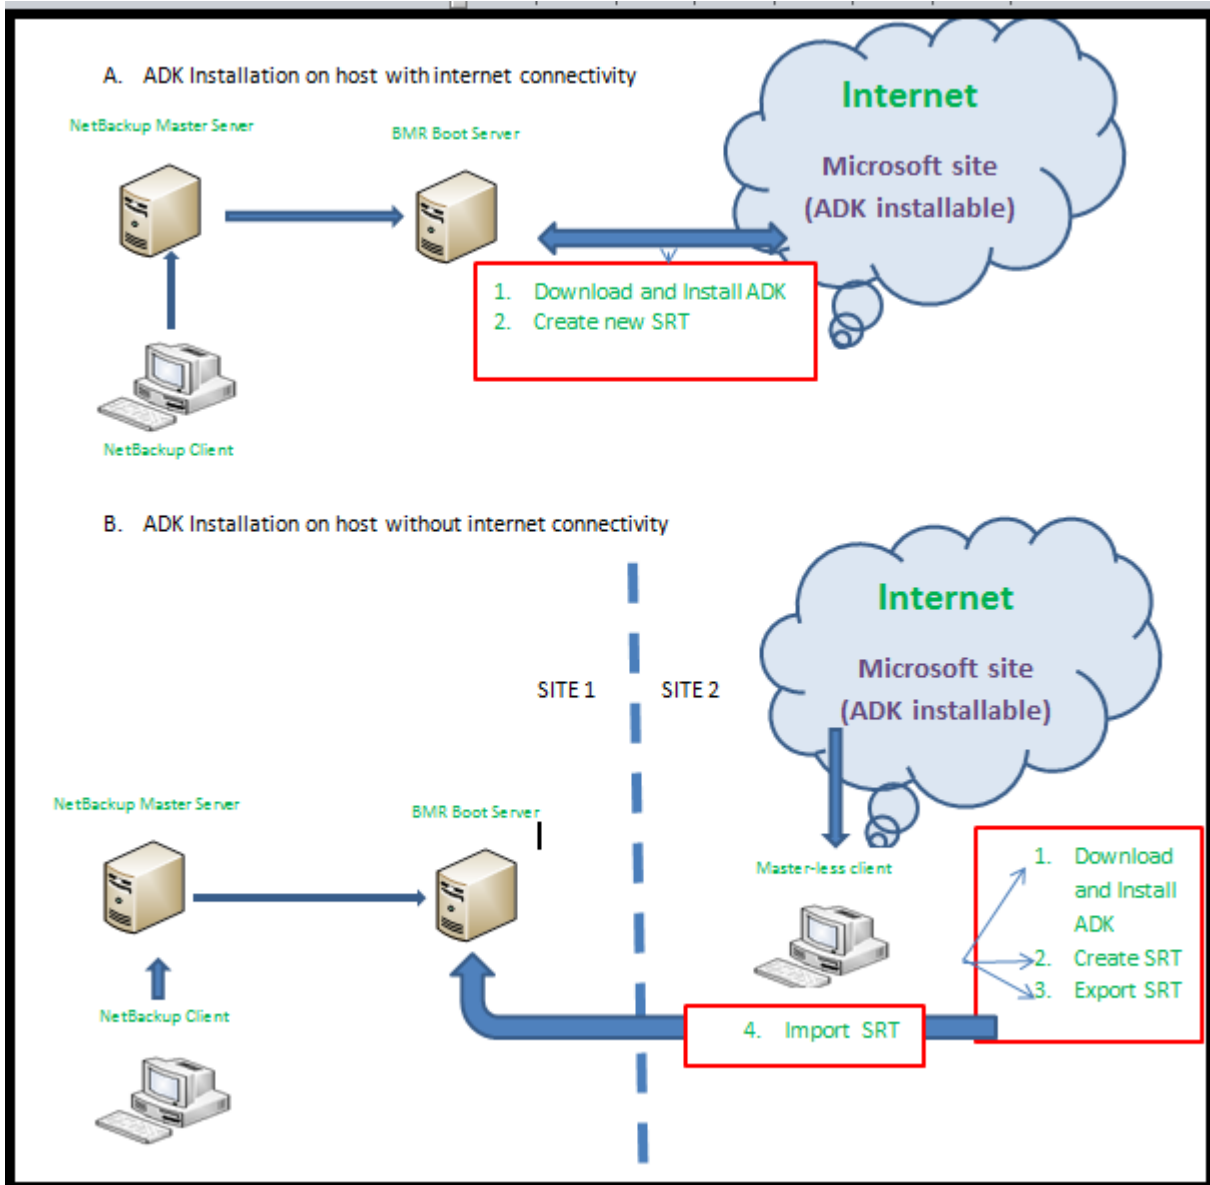 A. ADK Installation on host with internet connectivity
NetBackup Master Server
BMR Boot Server
Internet
Microsoft site
(ADK installable)
1. Download and Install ADK
2. Create new SRT
NetBackup Client
B. ADK Installation on host without internet connectivity
Internet
Microsoft site
(ADK installable)
SITE 1
SITE 2
NetBackup Master Server
BMR Boot Server
Master-less client
1. Download
and Install
ADK
2. Create SRT
3. Export SRT
NetBackup Client
4. Import SRT